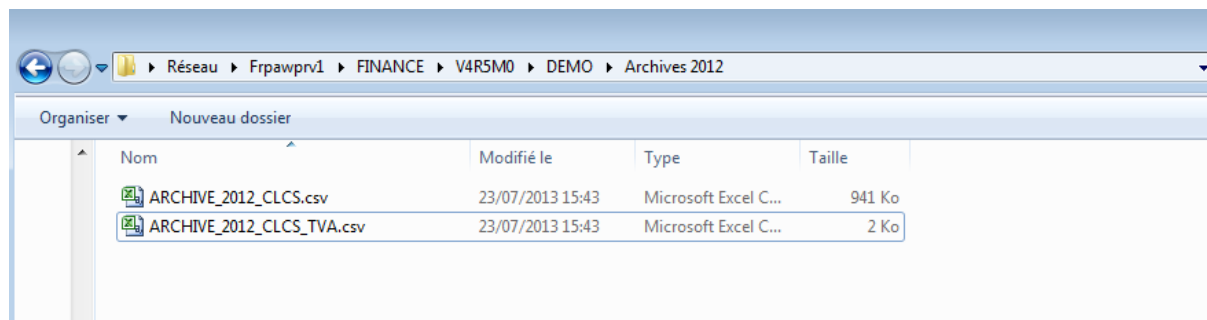 Réseau Frpawprv1 FINANCE V4R5M0 DEMO Archives 2012
Organiser Nouveau dossier
Nom Modifié le Type Taille
ARCHIVE_2012_CLCS.csv 23/07/2013 15:43 Microsoft Excel C... 941 Ko
ARCHIVE_2012_CLCS_TVA.csv 23/07/2013 15:43 Microsoft Excel C... 2 Ko